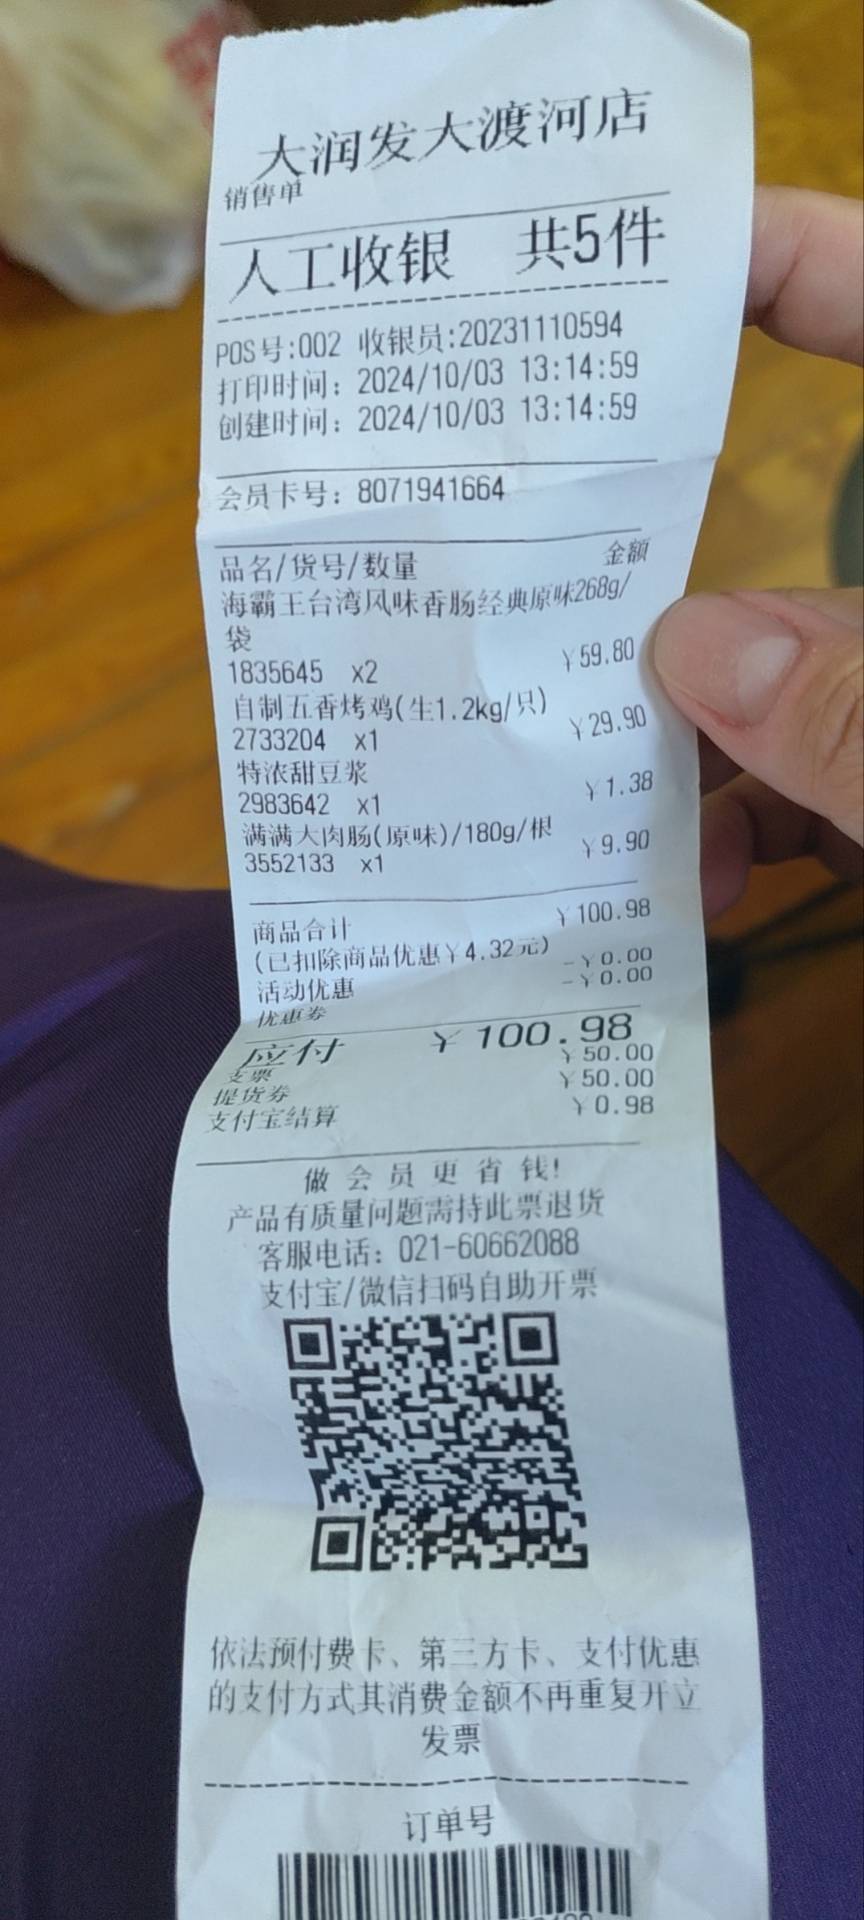 大润发大渡河店
销售单
人工收银 共5件
POS号:002 收银员:20231110594
打印时间：2024/10/03 13:14:59
创建时间：2024/10/03 13:14:59
会员卡号：8071941664
品名/货号/数量 金额
海霸王台湾风味香肠经典原味268g/
袋
1835645 x2 ￥59.80
自制五香烤鸡(生1.2kg/只)
2733204 x1 ￥29.90
特浓甜豆浆
2983642 x1 ￥1.38
满满大肉肠(原味)/180g/根
3552133 x1 ￥9.90
商品合计 ￥100.98
(已扣除商品优惠￥4.32元)
活动优惠 -￥0.00
优惠券 -￥0.00
应付 ￥100.98
支票 ￥50.00
提货券 ￥50.00
支付宝结算 ￥0.98
做会员更省钱!
产品有质量问题需持此票退货
客服电话：021-60662088
支付宝/微信扫码自助开票
依法预付费卡、第三方卡、支付优惠
的支付方式其消费金额不再重复开立
发票
订单号